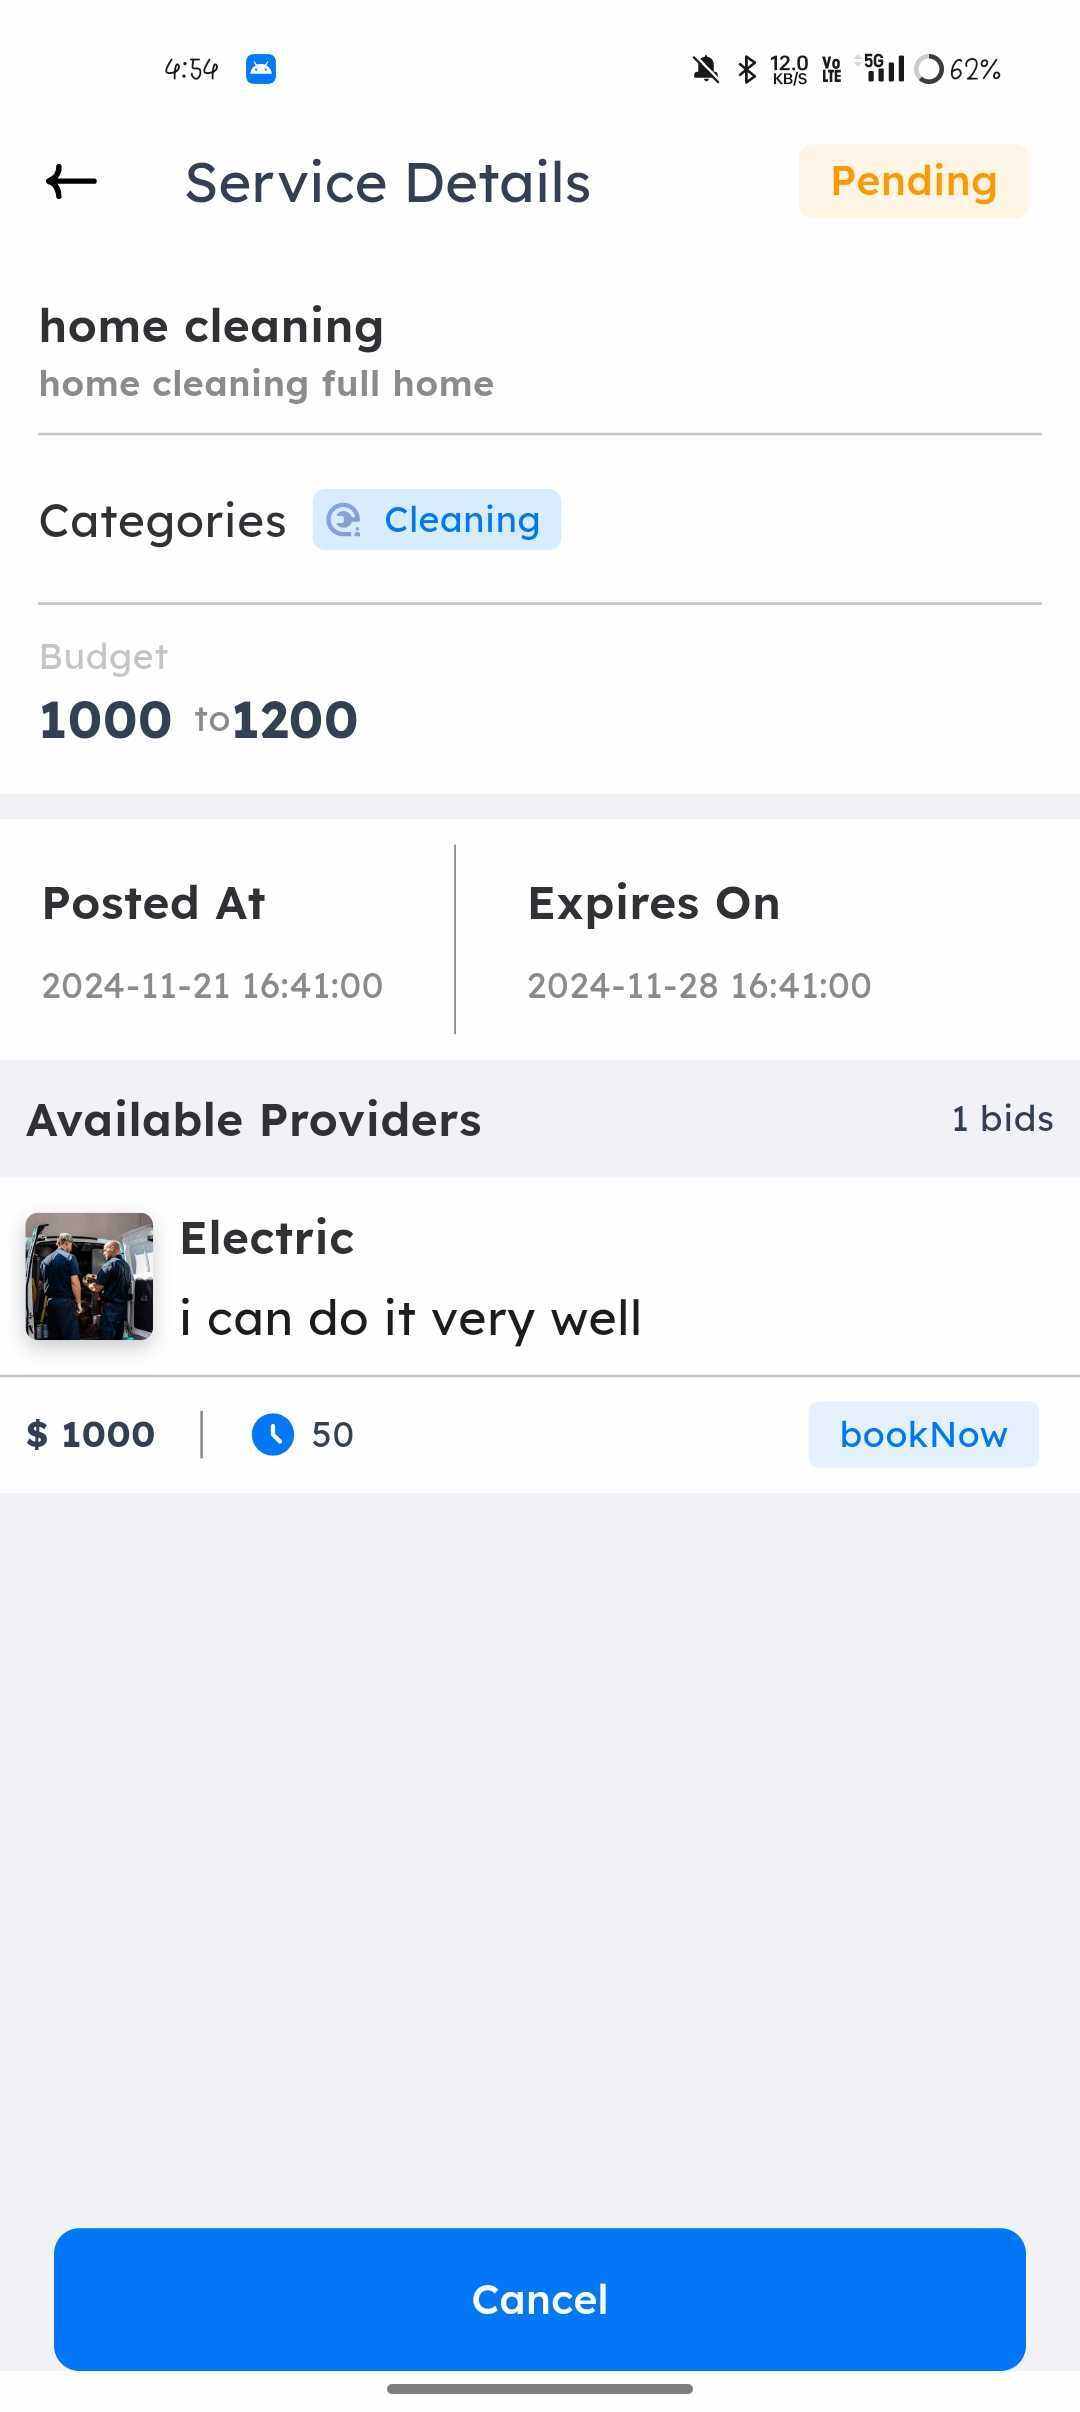 4:54 12.0 KB/S Vo LTE 5G 62%
Service Details Pending
home cleaning
home cleaning full home
Categories Cleaning
Budget
1000 to1200
Posted At Expires On
2024-11-21 16:41:00 2024-11-28 16:41:00
Available Providers 1 bids
Electric
i can do it very well
$ 1000 50 bookNow
Cancel